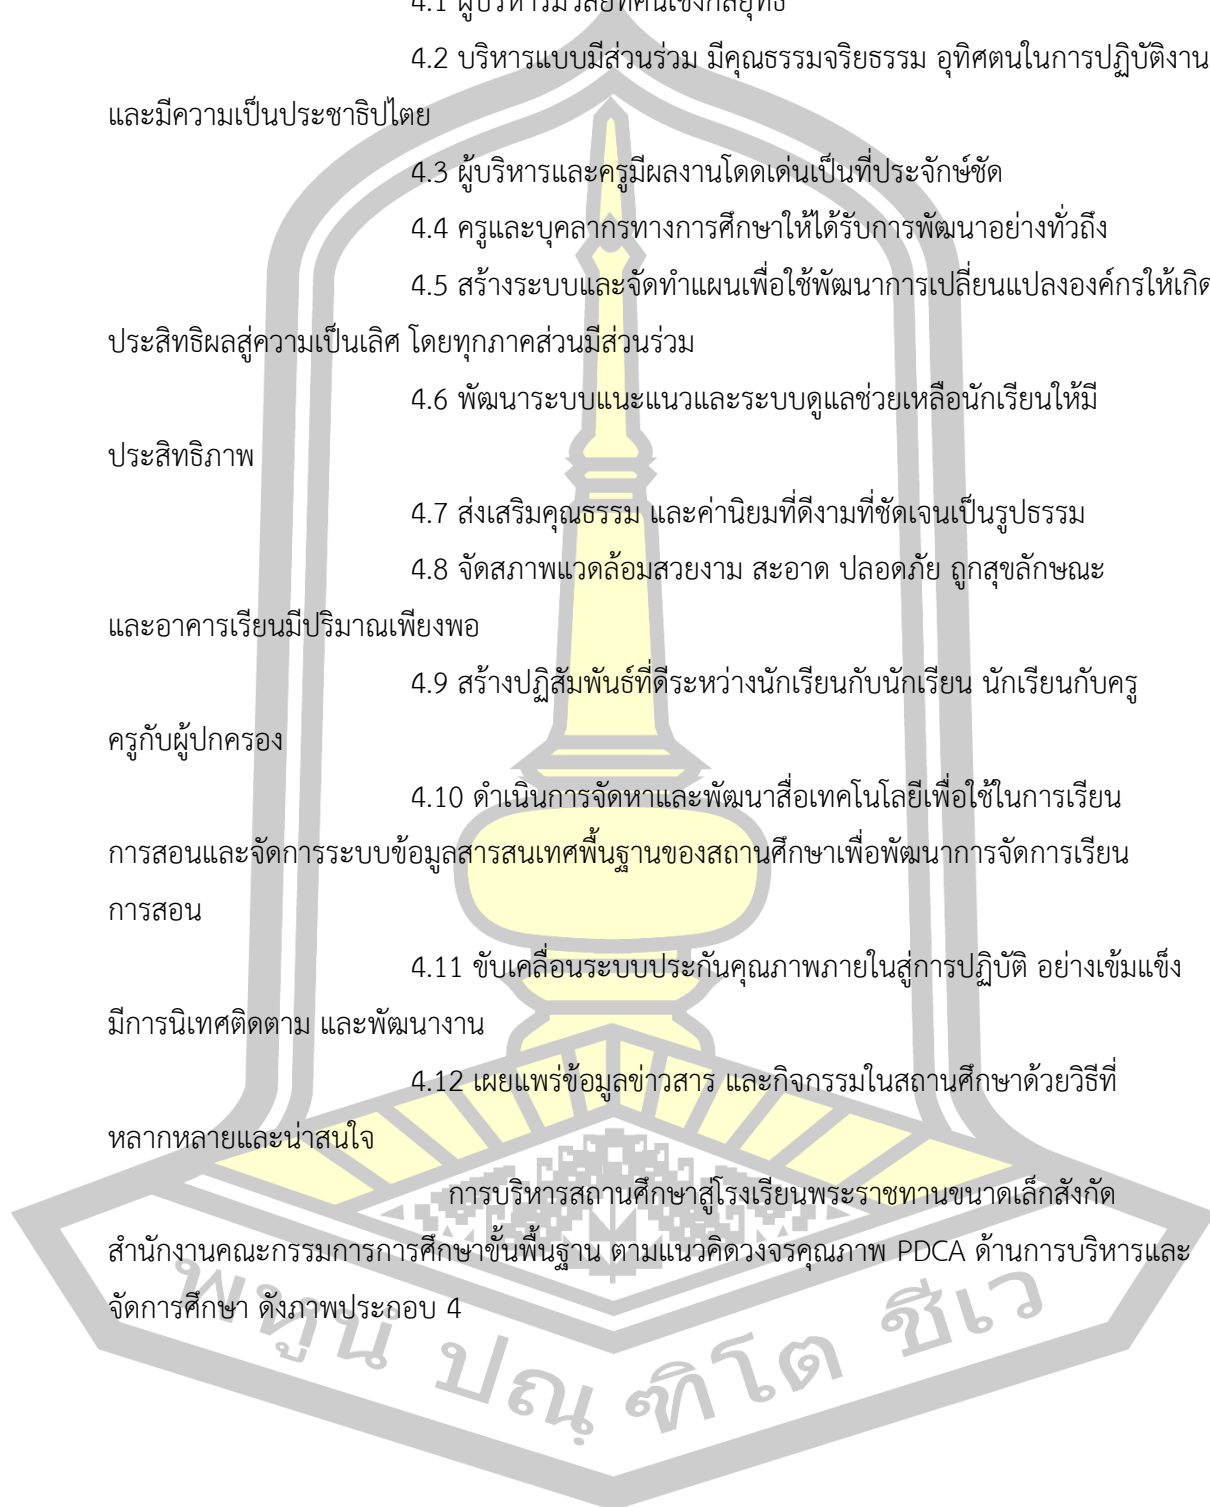 4.1 ผู้บริหารมีวิสัยทัศน์เชิงกลยุทธ์
4.2 บริหารแบบมีส่วนร่วม มีคุณธรรมจริยธรรม อุทิศตนในการปฏิบัติงาน
และมีความเป็นประชาธิปไตย
4.3 ผู้บริหารและครูมีผลงานโดดเด่นเป็นที่ประจักษ์ชัด
4.4 ครูและบุคลากรทางการศึกษาให้ได้รับการพัฒนาอย่างทั่วถึง
4.5 สร้างระบบและจัดทำแผนเพื่อใช้พัฒนาการเปลี่ยนแปลงองค์กรให้เกิด
ประสิทธิผลสู่ความเป็นเลิศ โดยทุกภาคส่วนมีส่วนร่วม
4.6 พัฒนาระบบแนะแนวและระบบดูแลช่วยเหลือนักเรียนให้มี
ประสิทธิภาพ
4.7 ส่งเสริมคุณธรรม และค่านิยมที่ดีงามที่ชัดเจนเป็นรูปธรรม
4.8 จัดสภาพแวดล้อมสวยงาม สะอาด ปลอดภัย ถูกสุขลักษณะ
และอาคารเรียนมีปริมาณเพียงพอ
4.9 สร้างปฏิสัมพันธ์ที่ดีระหว่างนักเรียนกับนักเรียน นักเรียนกับครู
ครูกับผู้ปกครอง
4.10 ดำเนินการจัดหาและพัฒนาสื่อเทคโนโลยีเพื่อใช้ในการเรียน
การสอนและจัดการระบบข้อมูลสารสนเทศพื้นฐานของสถานศึกษาเพื่อพัฒนาการจัดการเรียน
การสอน
4.11 ขับเคลื่อนระบบประกันคุณภาพภายในสู่การปฏิบัติ อย่างเข้มแข็ง
มีการนิเทศติดตาม และพัฒนางาน
4.12 เผยแพร่ข้อมูลข่าวสาร และกิจกรรมในสถานศึกษาด้วยวิธีที่
หลากหลายและน่าสนใจ
การบริหารสถานศึกษาสู่โรงเรียนพระราชทานขนาดเล็กสังกัด
สำนักงานคณะกรรมการการศึกษาขั้นพื้นฐาน ตามแนวคิดวงจรคุณภาพ PDCA ด้านการบริหารและ
จัดการศึกษา ดังภาพประกอบ 4
พหูนํ ปณฺฑิโต ชีเว